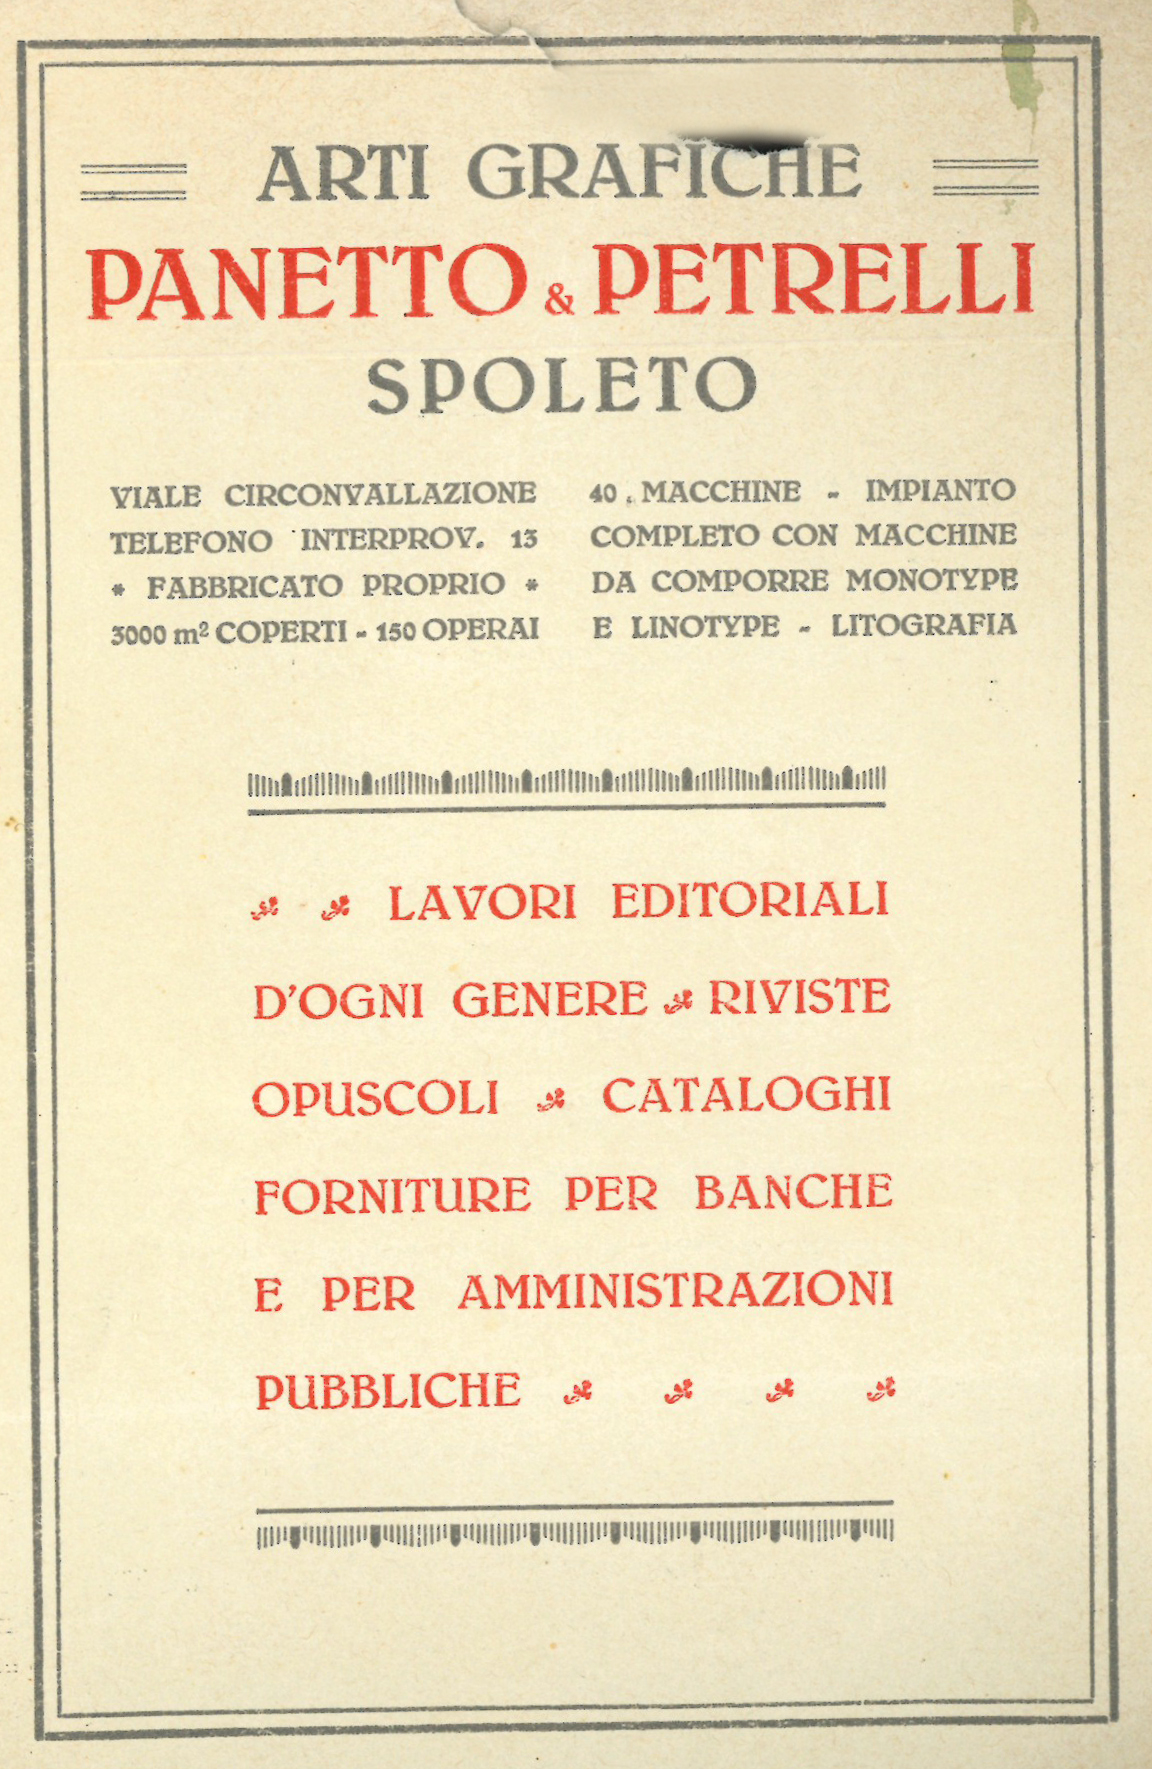 ARTI GRAFICHE
PANETTO & PETRELLI
SPOLETO
VIALE CIRCONVALLAZIONE
TELEFONO INTERPROV. 13
* FABBRICATO PROPRIO *
3000 m² COPERTI - 150 OPERAI
40 MACCHINE - IMPIANTO
COMPLETO CON MACCHINE
DA COMPORRE MONOTYPE
E LINOTYPE - LITOGRAFIA
LAVORI EDITORIALI
D'OGNI GENERE RIVISTE
OPUSCOLI CATALOGHI
FORNITURE PER BANCHE
E PER AMMINISTRAZIONI
PUBBLICHE